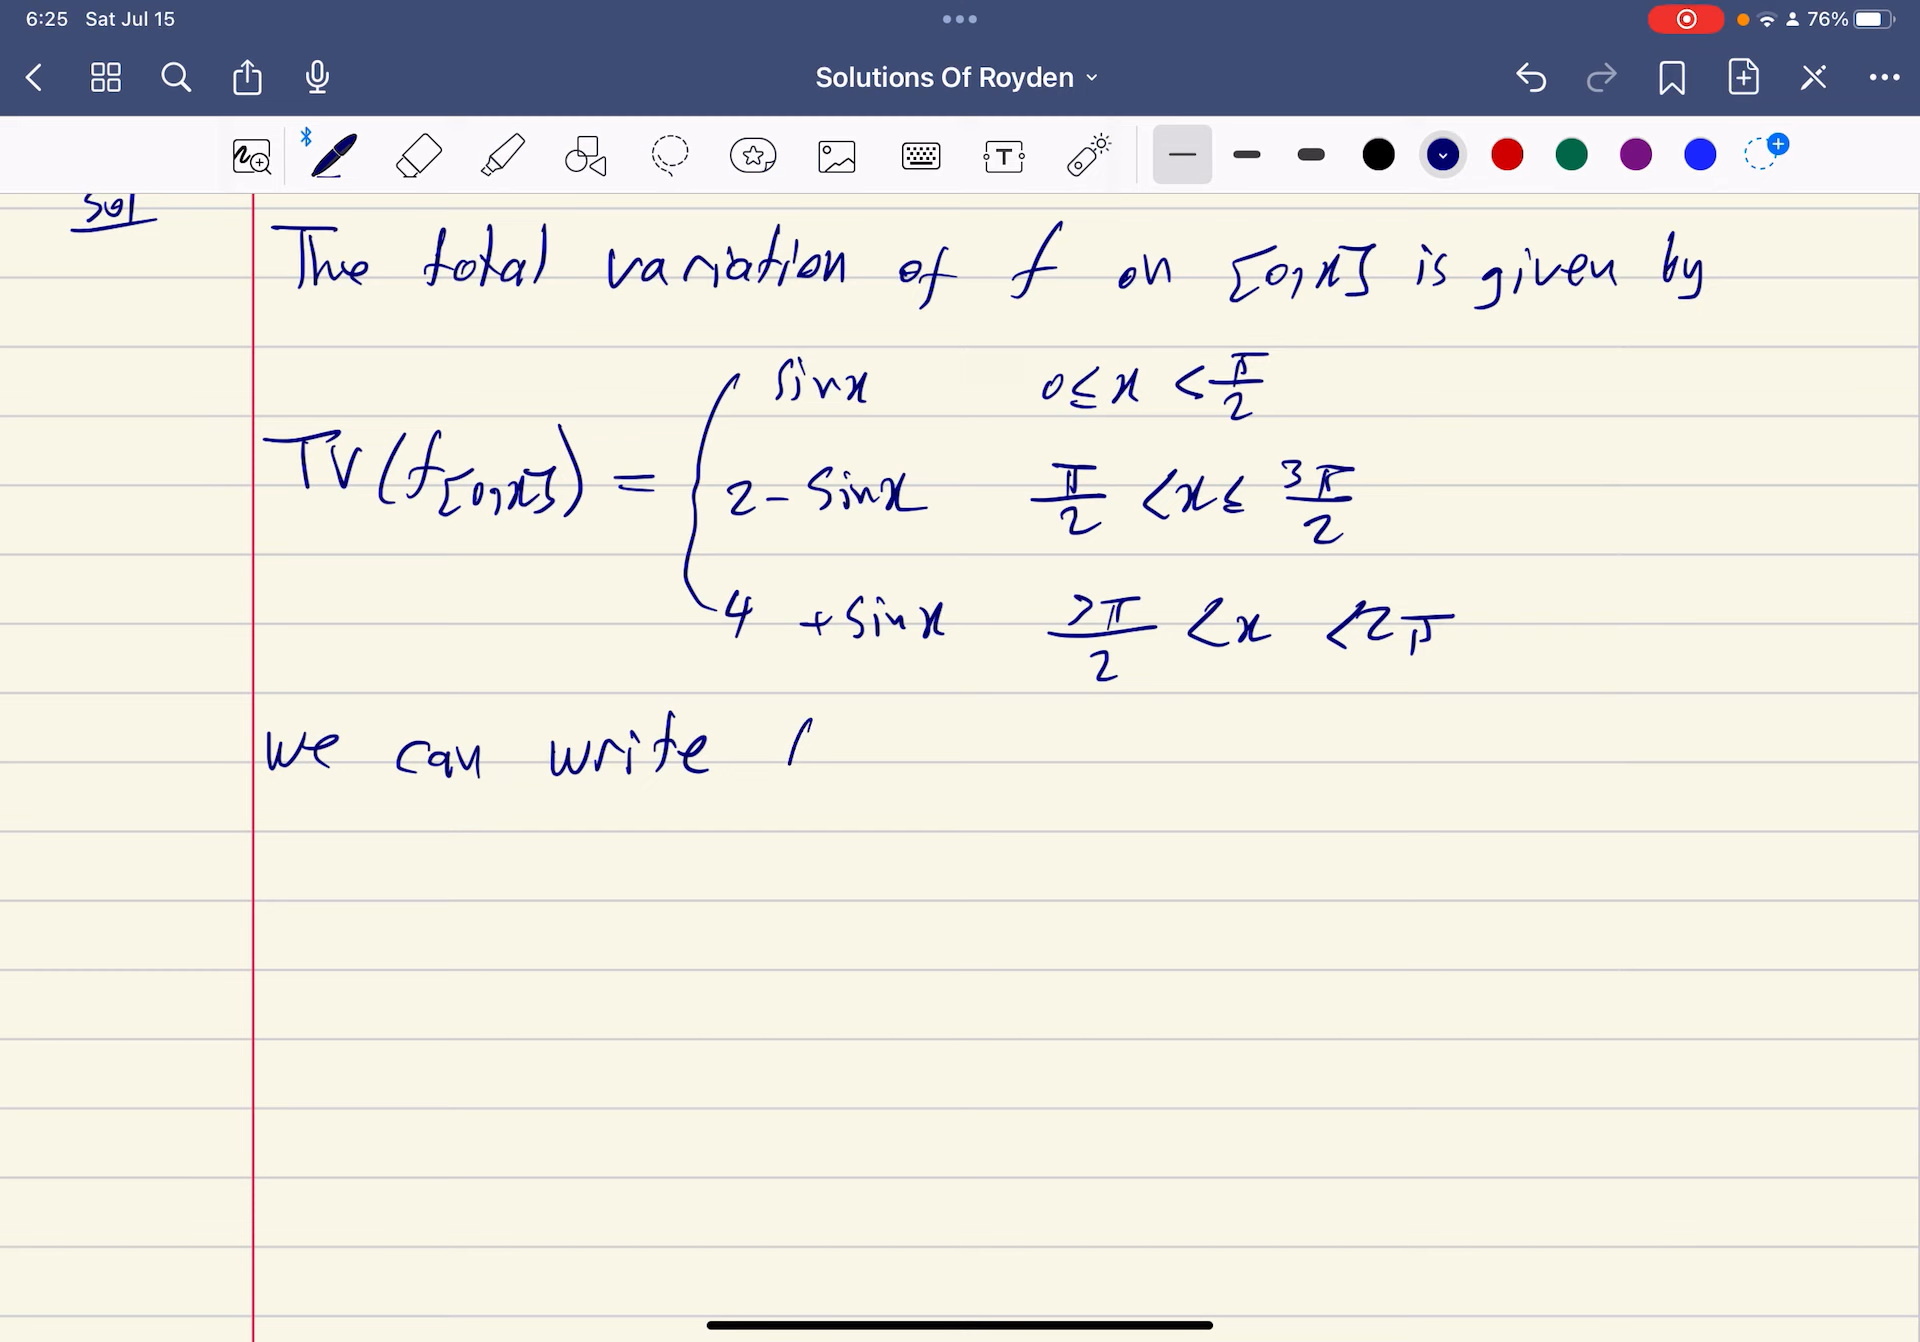 6:25 Sat Jul 15
76%
Solutions Of Royden
Sol
The total variation of f on [0,x] is given by
sinx 0≤x <π/2
TV(f[0,x]) = { 2- Sinx π/2 <x≤ 3π/2
4 +Sinx 3π/2 <x <2π
we can write